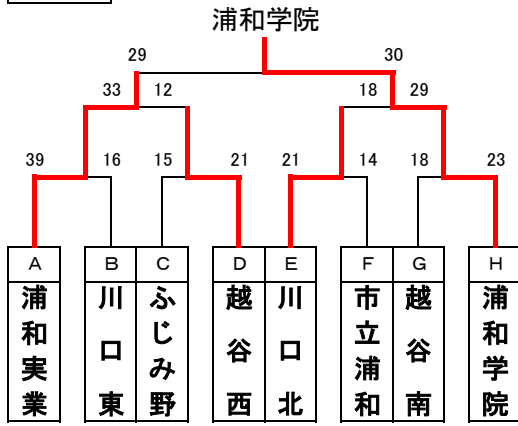 浦和学院
29 30
33 12 18 29
39 16 15 21 21 14 18 23
A B C D E F G H
浦和実業
川口東
ふじみ野
越谷西
川口北
市立浦和
越谷南
浦和学院